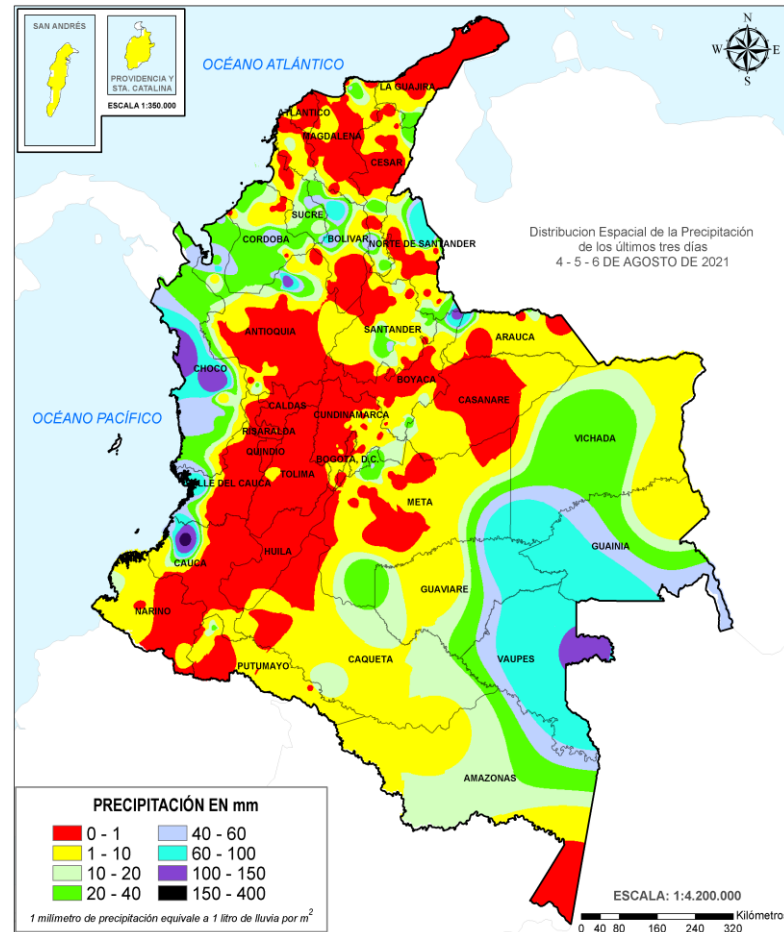 SAN ANDRÉS
PROVIDENCIA Y
STA. CATALINA
ESCALA 1:350.000
OCÉANO ATLÁNTICO
N
W
E
S
LA GUAJIRA
ATLANTICO
MAGDALENA
CESAR
SUCRE
CORDOBA
BOLIVAR
NORTE DE SANTANDER
Distribucion Espacial de la Precipitación
de los últimos tres días
4 - 5 - 6 DE AGOSTO DE 2021
ANTIOQUIA
SANTANDER
ARAUCA
CHOCO
BOYACA
CASANARE
OCÉANO PACÍFICO
CALDAS
CUNDINAMARCA
RISARALDA
VICHADA
QUINDIO
BOGOTA, D.C.
TOLIMA
VALLE DEL CAUCA
META
GUAINIA
HUILA
CAUCA
GUAVIARE
NARINO
VAUPES
CAQUETA
PUTUMAYO
AMAZONAS
PRECIPITACIÓN EN mm
0 - 1
1 - 10
10 - 20
20 - 40
40 - 60
60 - 100
100 - 150
150 - 400
1 milímetro de precipitación equivale a 1 litro de lluvia por m²
ESCALA: 1:4.200.000
Kilómetros
0 40 80 160 240 320